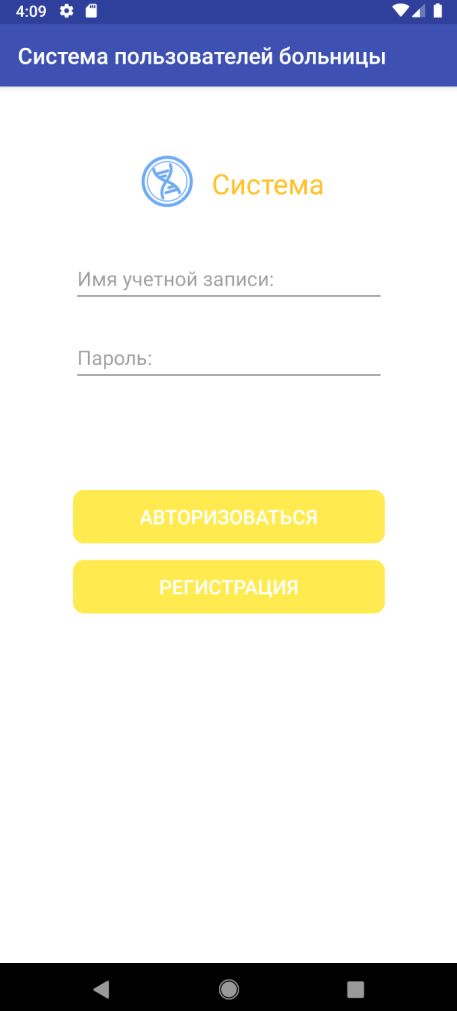 4:09
Система пользователей больницы
Система
Имя учетной записи:
Пароль:
АВТОРИЗОВАТЬСЯ
РЕГИСТРАЦИЯ